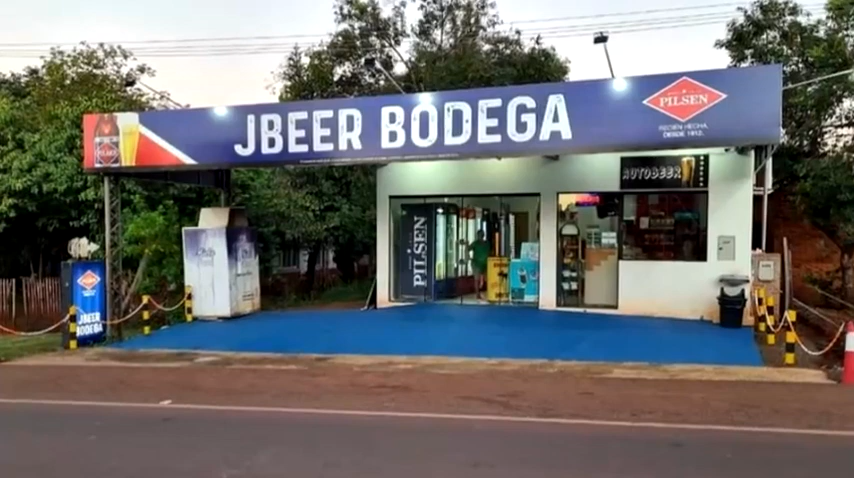 JBEER BODEGA
PILSEN
RECIÉN HECHA,
DESDE 1912.
PILSEN
AUTOBEER
PILSEN
JBEER
BODEGA